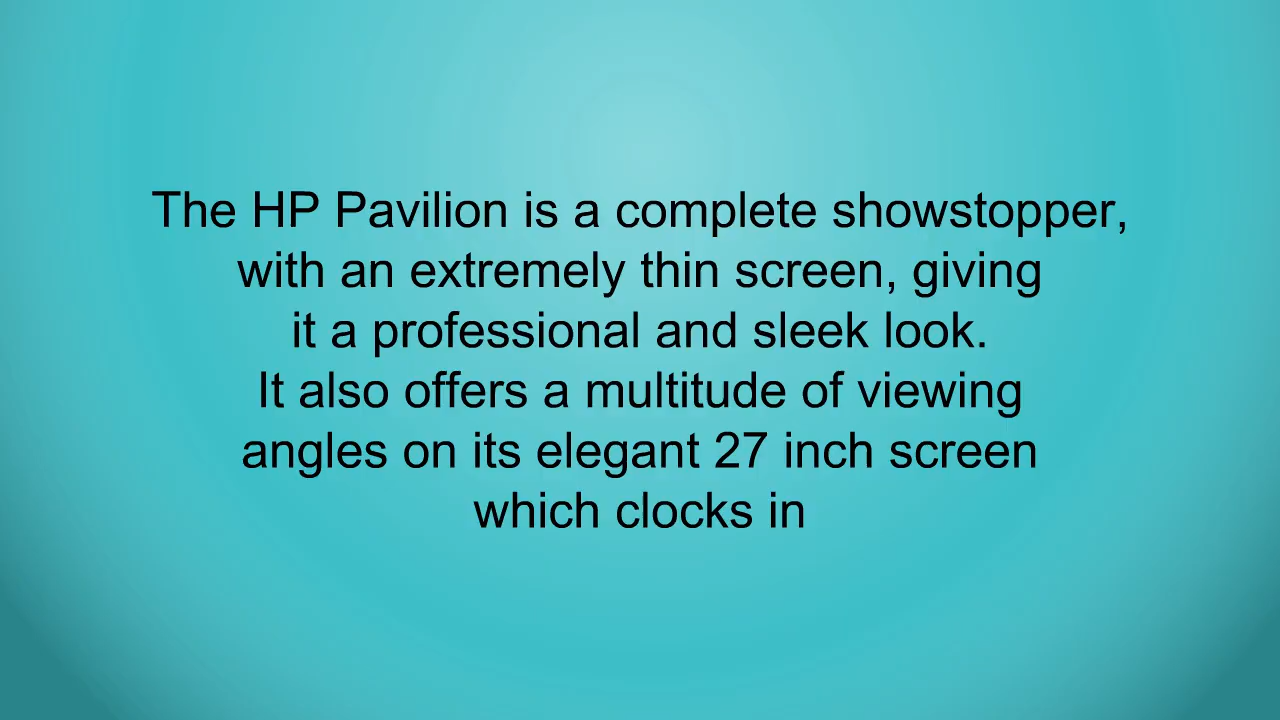 The HP Pavilion is a complete showstopper,
with an extremely thin screen, giving
it a professional and sleek look.
It also offers a multitude of viewing
angles on its elegant 27 inch screen
which clocks in